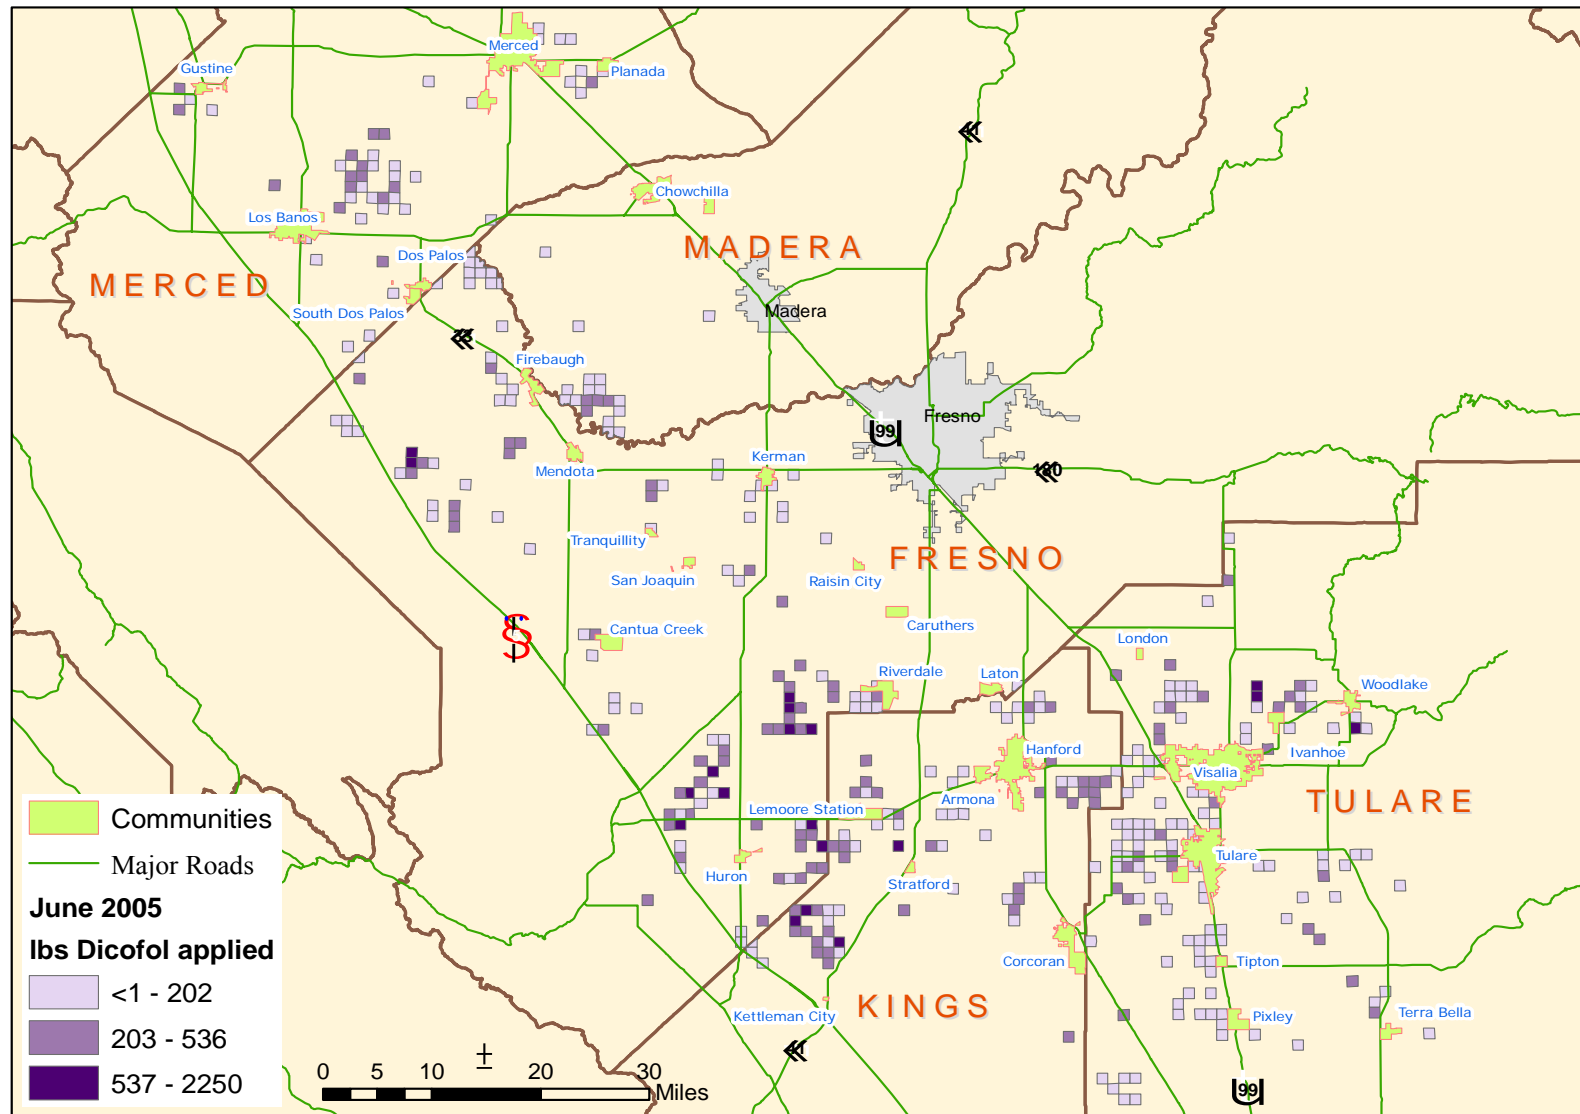 Merced
Gustine
Planada
41
Chowchilla
Los Banos
MADERA
Dos Palos
MERCED
South Dos Palos
Madera
33
Firebaugh
Fresno
99
Kerman
Mendota
180
Tranquillity
FRESNO
San Joaquin
Raisin City
Caruthers
Cantua Creek
London
Riverdale
Laton
Woodlake
Hanford
Ivanhoe
Visalia
Armona
TULARE
Lemoore Station
Tulare
Huron
Stratford
Corcoran
Tipton
KINGS
Kettleman City
Pixley
Terra Bella
41
99
Communities
Major Roads
June 2005
lbs Dicofol applied
<1 - 202
203 - 536
537 - 2250
0 5 10 20 30
Miles